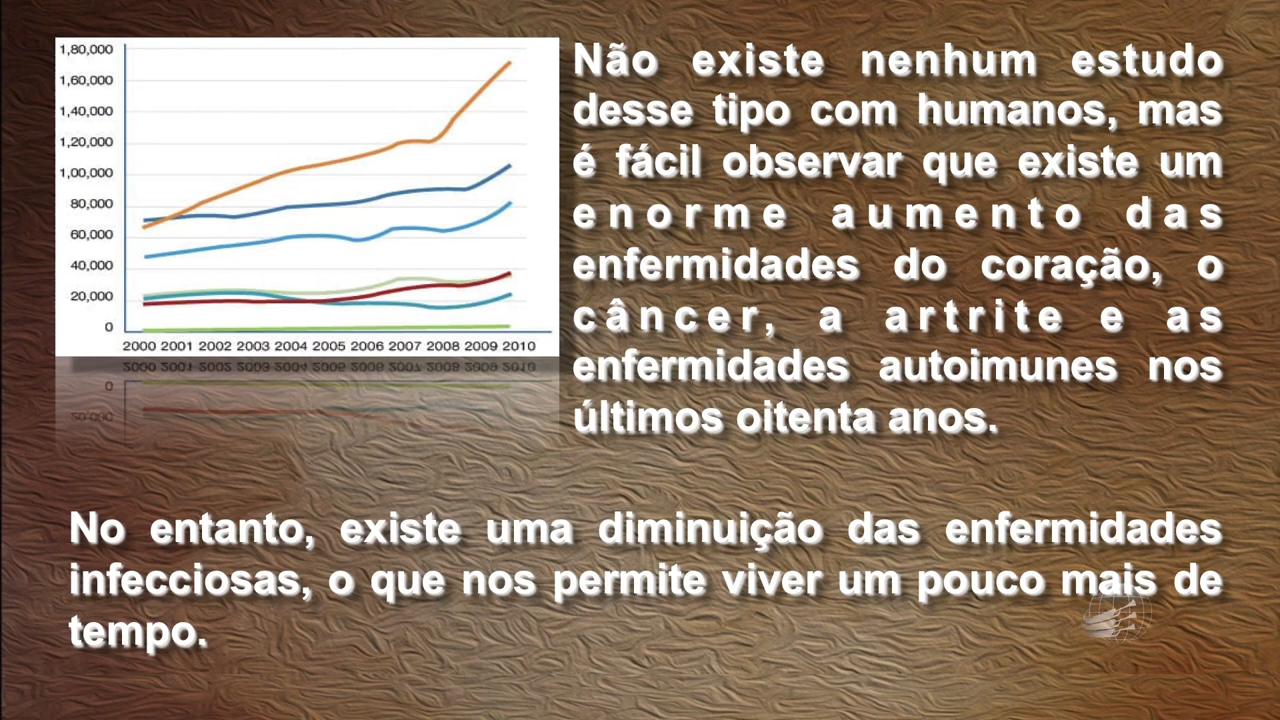 1,80,000
1,60,000
1,40,000
1,20,000
1,00,000
80,000
60,000
40,000
20,000
0
2000 2001 2002 2003 2004 2005 2006 2007 2008 2009 2010
Não existe nenhum estudo
desse tipo com humanos, mas
é fácil observar que existe um
enorme aumento das
enfermidades do coração, o
câncer, a artrite e as
enfermidades autoimunes nos
últimos oitenta anos.
No entanto, existe uma diminuição das enfermidades
infecciosas, o que nos permite viver um pouco mais de
tempo.